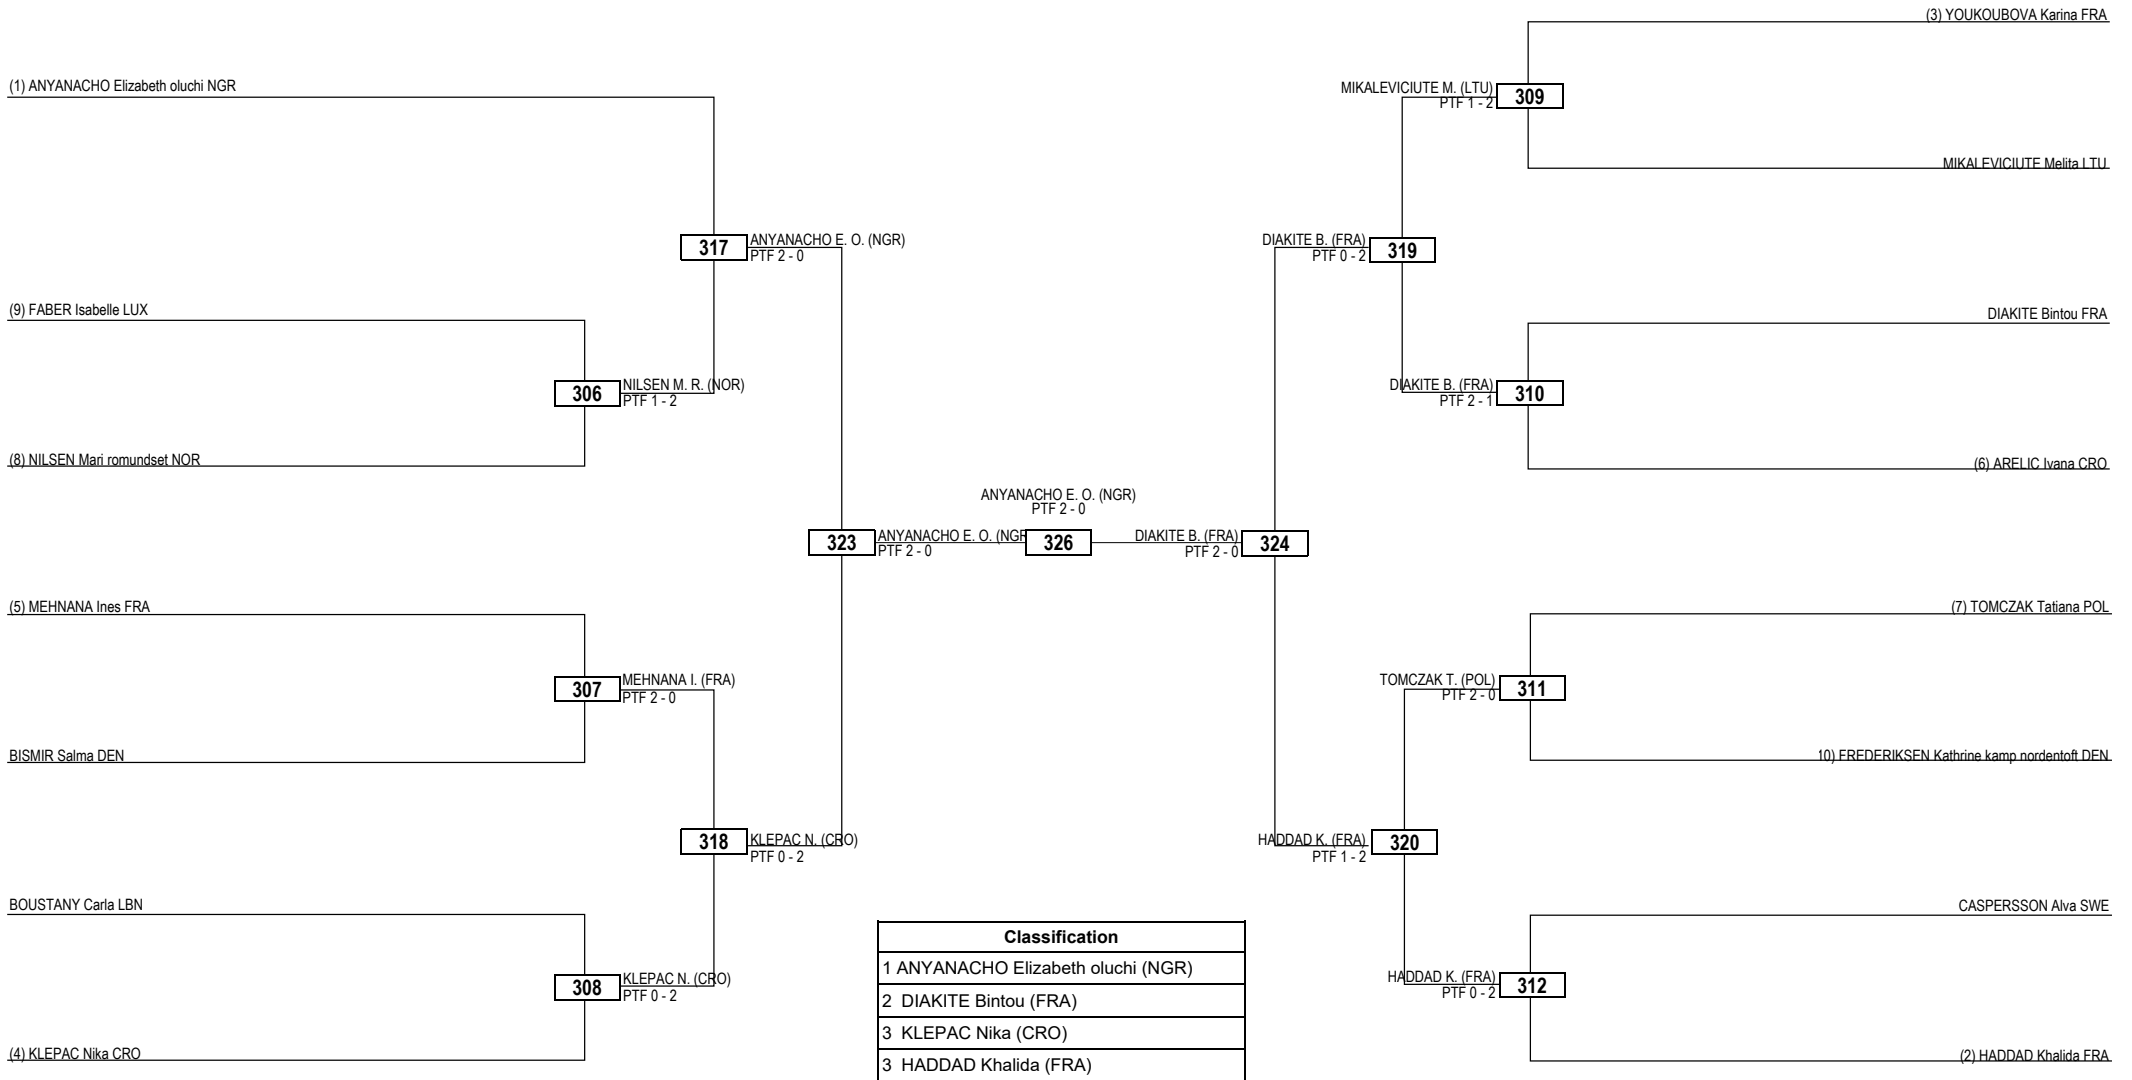 (3) YOUKOUBOVA Karina FRA
(1) ANYANACHO Elizabeth oluchi NGR
MIKALEVICIUTE M. (LTU)
PTF 1 - 2
309
MIKALEVICIUTE Melita LTU
317
ANYANACHO E. O. (NGR)
PTF 2 - 0
DIAKITE B. (FRA)
PTF 0 - 2
319
(9) FABER Isabelle LUX
DIAKITE Bintou FRA
306
NILSEN M. R. (NOR)
PTF 1 - 2
DIAKITE B. (FRA)
PTF 2 - 1
310
(8) NILSEN Mari romundset NOR
(6) ARELIC Ivana CRO
ANYANACHO E. O. (NGR)
PTF 2 - 0
323
ANYANACHO E. O. (NGR
PTF 2 - 0
326
DIAKITE B. (FRA)
PTF 2 - 0
324
(5) MEHNANA Ines FRA
(7) TOMCZAK Tatiana POL
307
MEHNANA I. (FRA)
PTF 2 - 0
TOMCZAK T. (POL)
PTF 2 - 0
311
BISMIR Salma DEN
10) FREDERIKSEN Kathrine kamp nordentoft DEN
318
KLEPAC N. (CRO)
PTF 0 - 2
HADDAD K. (FRA)
PTF 1 - 2
320
BOUSTANY Carla LBN
CASPERSSON Alva SWE
308
KLEPAC N. (CRO)
PTF 0 - 2
HADDAD K. (FRA)
PTF 0 - 2
312
(4) KLEPAC Nika CRO
(2) HADDAD Khalida FRA
Classification
1 ANYANACHO Elizabeth oluchi (NGR)
2 DIAKITE Bintou (FRA)
3 KLEPAC Nika (CRO)
3 HADDAD Khalida (FRA)